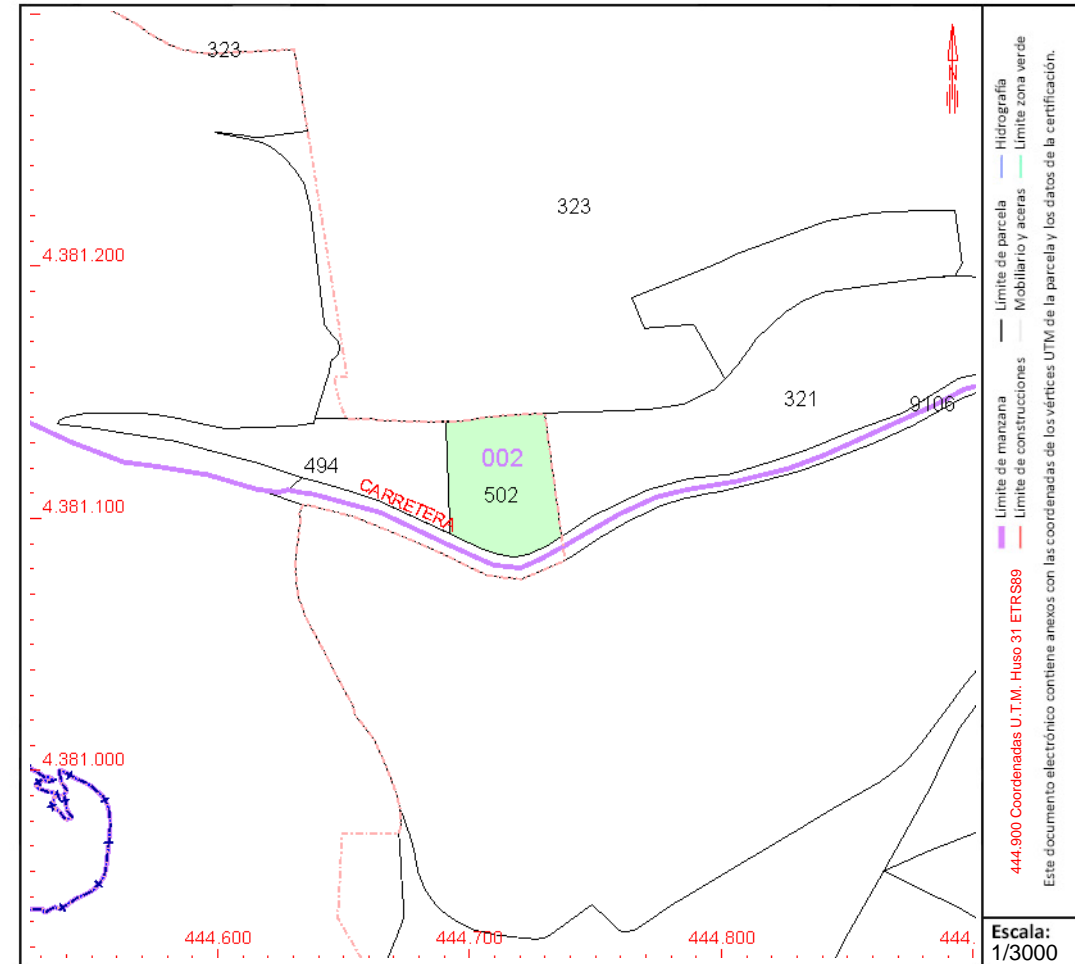 323
N
323
4.381.200
321
9106
002
494
502
CARRETERA
4.381.100
4.381.000
444.600
444.700
444.800
444.
Límite de manzana
Límite de parcela
Hidrografía
Límite de construcciones
Mobiliario y aceras
Límite zona verde
444.900 Coordenadas U.T.M. Huso 31 ETRS89
Este documento electrónico contiene anexos con las coordenadas de los vértices UTM de la parcela y los datos de la certificación.
Escala:
1/3000